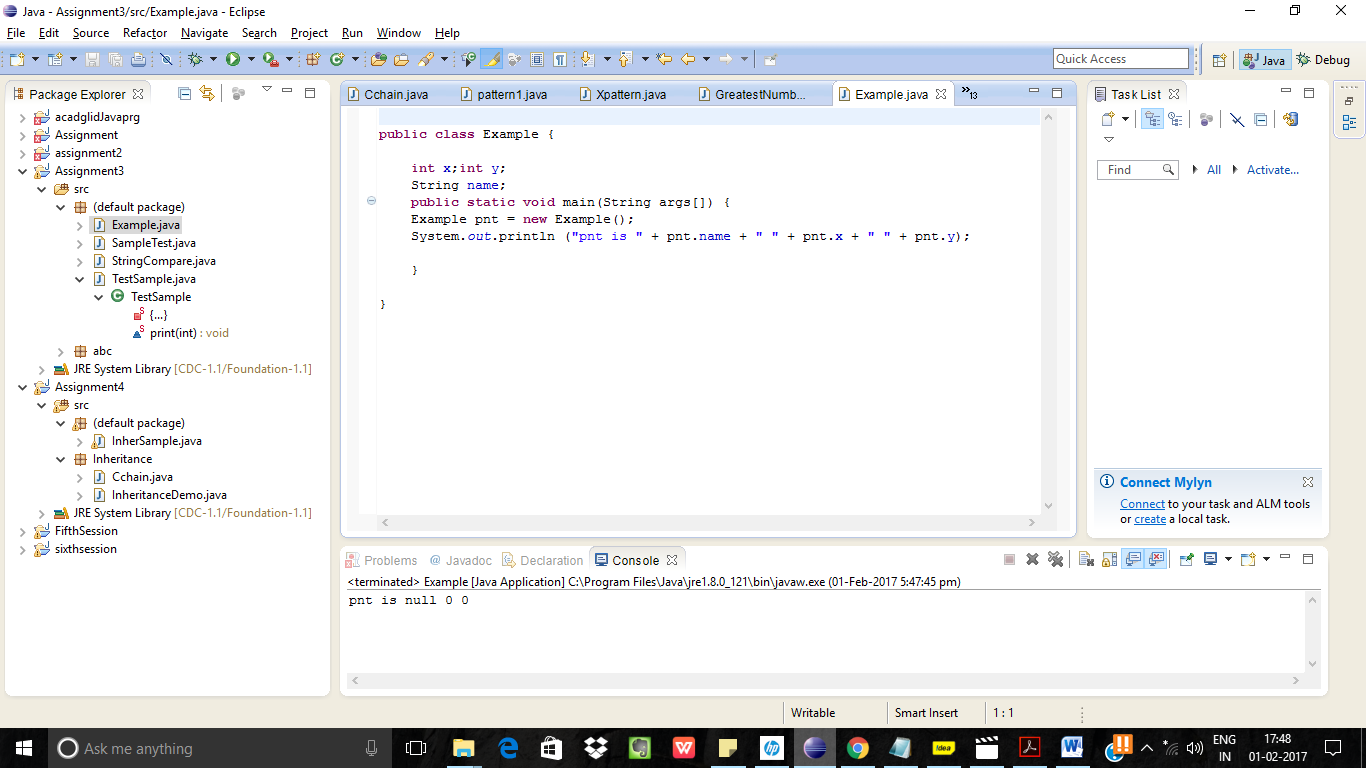 Java - Assignment3/src/Example.java - Eclipse
File Edit Source Refactor Navigate Search Project Run Window Help
Quick Access
Java
Debug
Package Explorer
acadglidJavaprg
Assignment
assignment2
Assignment3
src
(default package)
Example.java
SampleTest.java
StringCompare.java
TestSample.java
TestSample
{...}
print(int) : void
abc
JRE System Library [CDC-1.1/Foundation-1.1]
Assignment4
src
(default package)
InherSample.java
Inheritance
Cchain.java
InheritanceDemo.java
JRE System Library [CDC-1.1/Foundation-1.1]
FifthSession
sixthsession
Cchain.java pattern1.java Xpattern.java GreatestNumb... Example.java »13
public class Example {
int x;int y;
String name;
public static void main(String args[]) {
Example pnt = new Example();
System.out.println ("pnt is " + pnt.name + " " + pnt.x + " " + pnt.y);
}
}
Task List
Find All Activate...
Connect Mylyn
Connect to your task and ALM tools
or create a local task.
Problems @ Javadoc Declaration Console
<terminated> Example [Java Application] C:\Program Files\Java\jre1.8.0_121\bin\javaw.exe (01-Feb-2017 5:47:45 pm)
pnt is null 0 0
Writable Smart Insert 1 : 1
Ask me anything
ENG
IN
17:48
01-02-2017